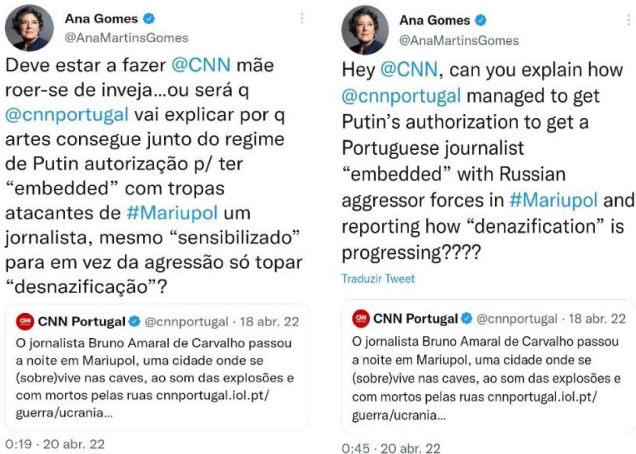 Ana Gomes
@AnaMartinsGomes
Deve estar a fazer @CNN mãe
roer-se de inveja...ou será q
@cnnportugal vai explicar por q
artes consegue junto do regime
de Putin autorização p/ ter
“embedded” com tropas
atacantes de #Mariupol um
jornalista, mesmo “sensibilizado”
para em vez da agressão só topar
“desnazificação”?
CNN Portugal @cnnportugal · 18 abr. 22
O jornalista Bruno Amaral de Carvalho passou
a noite em Mariupol, uma cidade onde se
(sobre)vive nas caves, ao som das explosões e
com mortos pelas ruas cnnportugal.iol.pt/
guerra/ucrania...
0:19 · 20 abr. 22
Ana Gomes
@AnaMartinsGomes
Hey @CNN, can you explain how
@cnnportugal managed to get
Putin’s authorization to get a
Portuguese journalist
“embedded” with Russian
aggressor forces in #Mariupol and
reporting how “denazification” is
progressing????
Traduzir Tweet
CNN Portugal @cnnportugal · 18 abr. 22
O jornalista Bruno Amaral de Carvalho passou
a noite em Mariupol, uma cidade onde se
(sobre)vive nas caves, ao som das explosões e
com mortos pelas ruas cnnportugal.iol.pt/
guerra/ucrania...
0:45 · 20 abr. 22